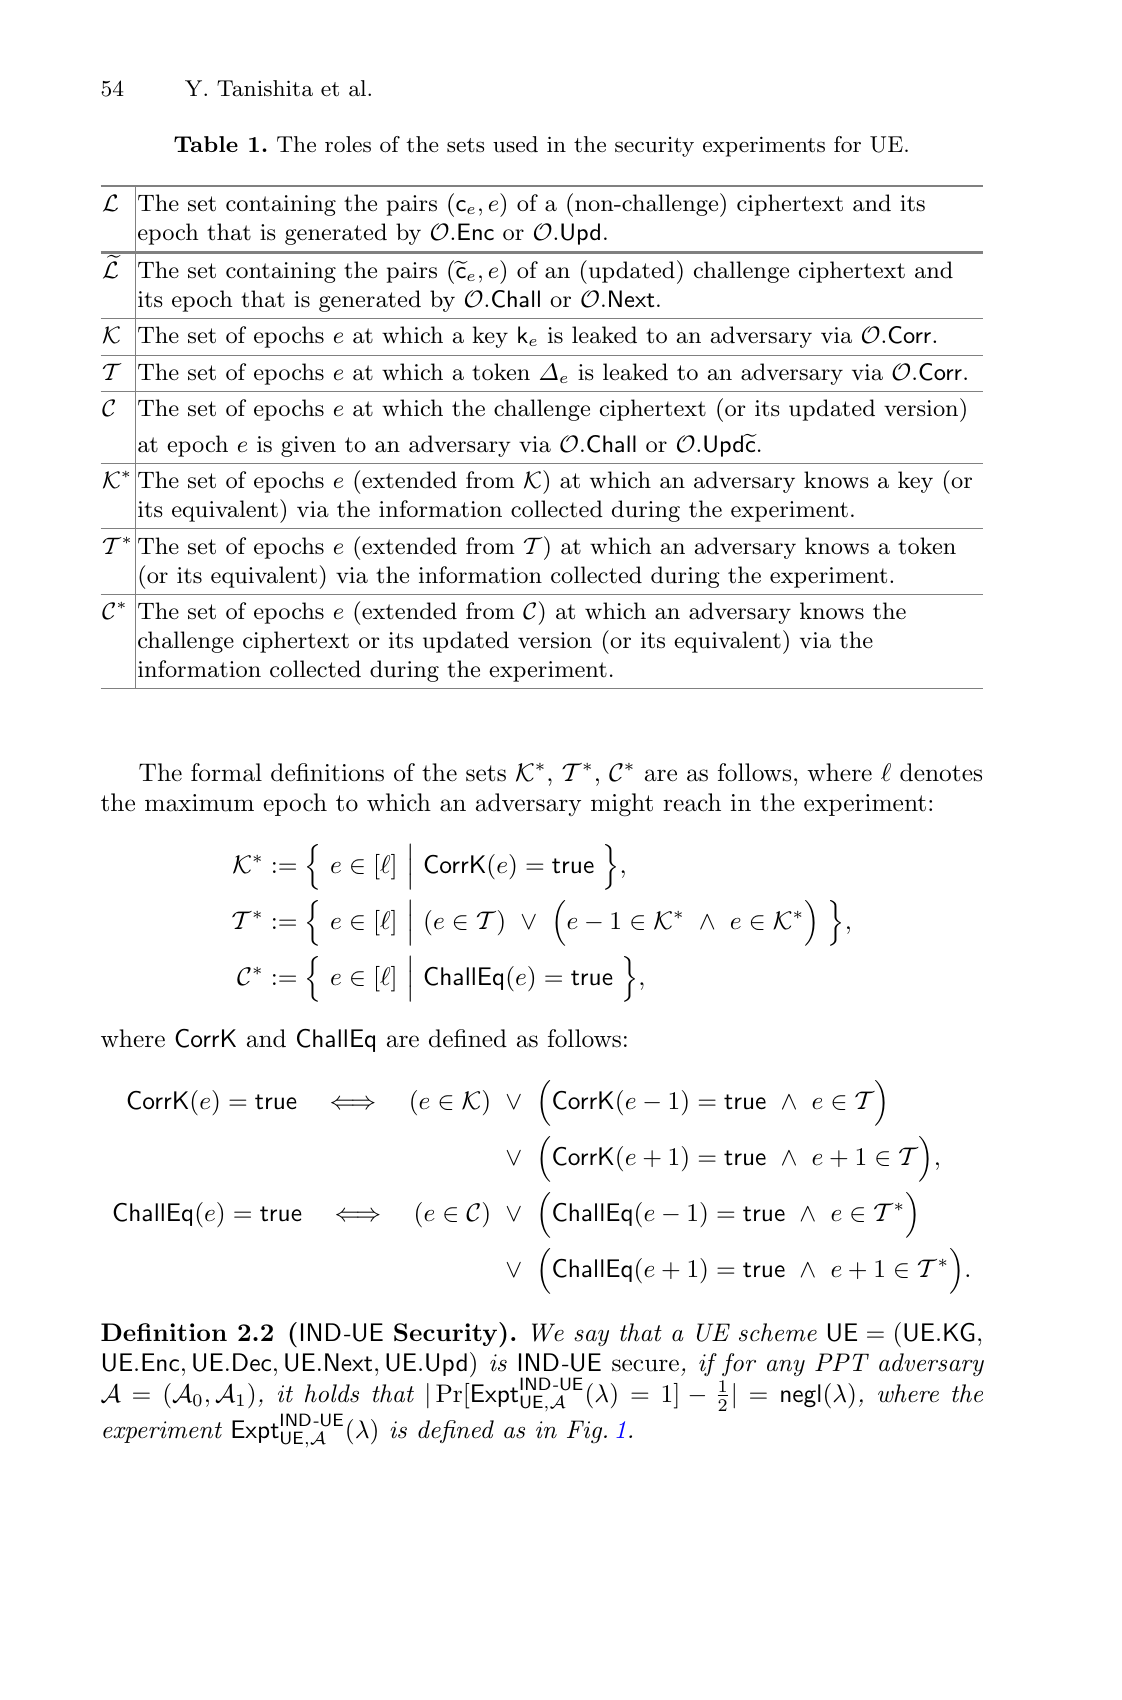 54 Y. Tanishita et al.
Table 1. The roles of the sets used in the security experiments for UE.
ℒ The set containing the pairs (c_e, e) of a (non-challenge) ciphertext and its
epoch that is generated by 𝒪.Enc or 𝒪.Upd.
ℒ̃ The set containing the pairs (c̃_e, e) of an (updated) challenge ciphertext and
its epoch that is generated by 𝒪.Chall or 𝒪.Next.
𝒦 The set of epochs e at which a key k_e is leaked to an adversary via 𝒪.Corr.
𝒯 The set of epochs e at which a token Δ_e is leaked to an adversary via 𝒪.Corr.
𝒞 The set of epochs e at which the challenge ciphertext (or its updated version)
at epoch e is given to an adversary via 𝒪.Chall or 𝒪.Updc̃.
𝒦* The set of epochs e (extended from 𝒦) at which an adversary knows a key (or
its equivalent) via the information collected during the experiment.
𝒯* The set of epochs e (extended from 𝒯) at which an adversary knows a token
(or its equivalent) via the information collected during the experiment.
𝒞* The set of epochs e (extended from 𝒞) at which an adversary knows the
challenge ciphertext or its updated version (or its equivalent) via the
information collected during the experiment.
The formal definitions of the sets 𝒦*, 𝒯*, 𝒞* are as follows, where ℓ denotes
the maximum epoch to which an adversary might reach in the experiment:
𝒦* := { e ∈ [ℓ] | CorrK(e) = true },
𝒯* := { e ∈ [ℓ] | (e ∈ 𝒯) ∨ (e − 1 ∈ 𝒦* ∧ e ∈ 𝒦*) },
𝒞* := { e ∈ [ℓ] | ChallEq(e) = true },
where CorrK and ChallEq are defined as follows:
CorrK(e) = true ⟺ (e ∈ 𝒦) ∨ (CorrK(e − 1) = true ∧ e ∈ 𝒯)
∨ (CorrK(e + 1) = true ∧ e + 1 ∈ 𝒯),
ChallEq(e) = true ⟺ (e ∈ 𝒞) ∨ (ChallEq(e − 1) = true ∧ e ∈ 𝒯*)
∨ (ChallEq(e + 1) = true ∧ e + 1 ∈ 𝒯*).
Definition 2.2 (IND-UE Security). We say that a UE scheme UE = (UE.KG,
UE.Enc, UE.Dec, UE.Next, UE.Upd) is IND-UE secure, if for any PPT adversary
𝒜 = (𝒜₀, 𝒜₁), it holds that | Pr[Expt^{IND-UE}_{UE,𝒜}(λ) = 1] − 1/2| = negl(λ), where the
experiment Expt^{IND-UE}_{UE,𝒜}(λ) is defined as in Fig. 1.